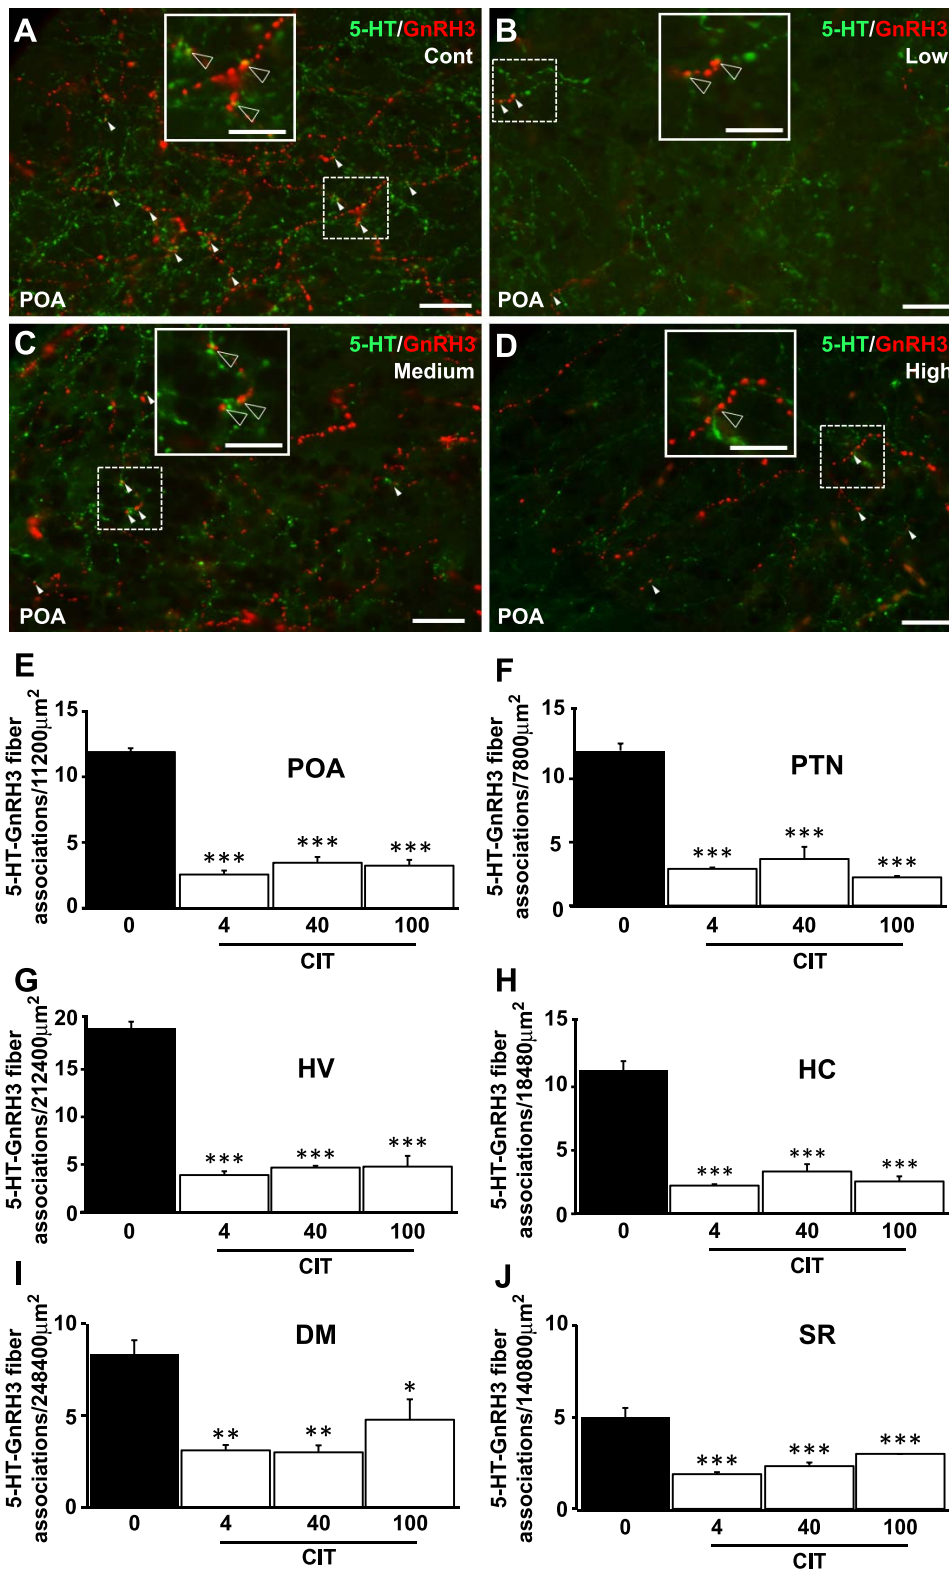 A
5-HT/GnRH3
Cont
POA
B
5-HT/GnRH3
Low
POA
C
5-HT/GnRH3
Medium
POA
D
5-HT/GnRH3
High
POA
E
5-HT-GnRH3 fiber
associations/11200μm²
15
10
5
0
POA
***
***
***
0 4 40 100
CIT
F
5-HT-GnRH3 fiber
associations/7800μm²
15
10
5
0
PTN
***
***
***
0 4 40 100
CIT
G
5-HT-GnRH3 fiber
associations/212400μm²
20
15
10
5
0
HV
***
***
***
0 4 40 100
CIT
H
5-HT-GnRH3 fiber
associations/18480μm²
15
10
5
0
HC
***
***
***
0 4 40 100
CIT
I
5-HT-GnRH3 fiber
associations/248400μm²
10
5
0
DM
**
**
*
0 4 40 100
CIT
J
5-HT-GnRH3 fiber
associations/140800μm²
10
5
0
SR
***
***
***
0 4 40 100
CIT